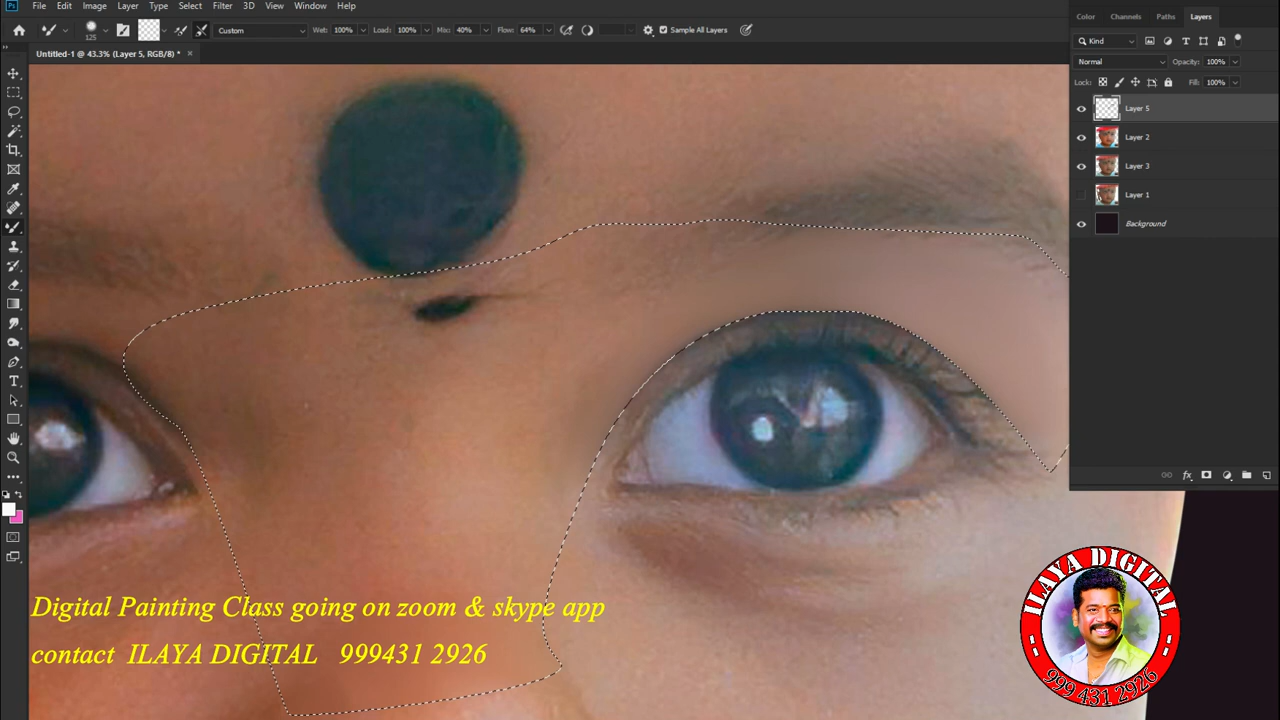 Ps File Edit Image Layer Type Select Filter 3D View Window Help
125 Custom Wet: 100% Load: 100% Mix: 40% Flow: 64% Sample All Layers
Untitled-1 @ 43.3% (Layer 5, RGB/8) * ×
Color Channels Paths Layers
Kind
Normal Opacity: 100%
Lock: Fill: 100%
Layer 5
Layer 2
Layer 3
Layer 1
Background
fx
T
Digital Painting Class going on zoom & skype app
contact ILAYA DIGITAL 999431 2926
ILAYA DIGITAL
999 431 2926